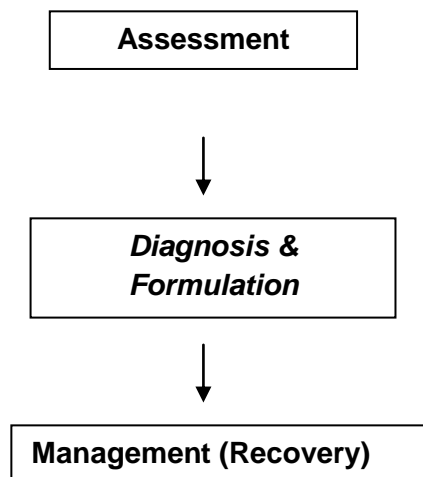 Assessment
Diagnosis &
Formulation
Management (Recovery)